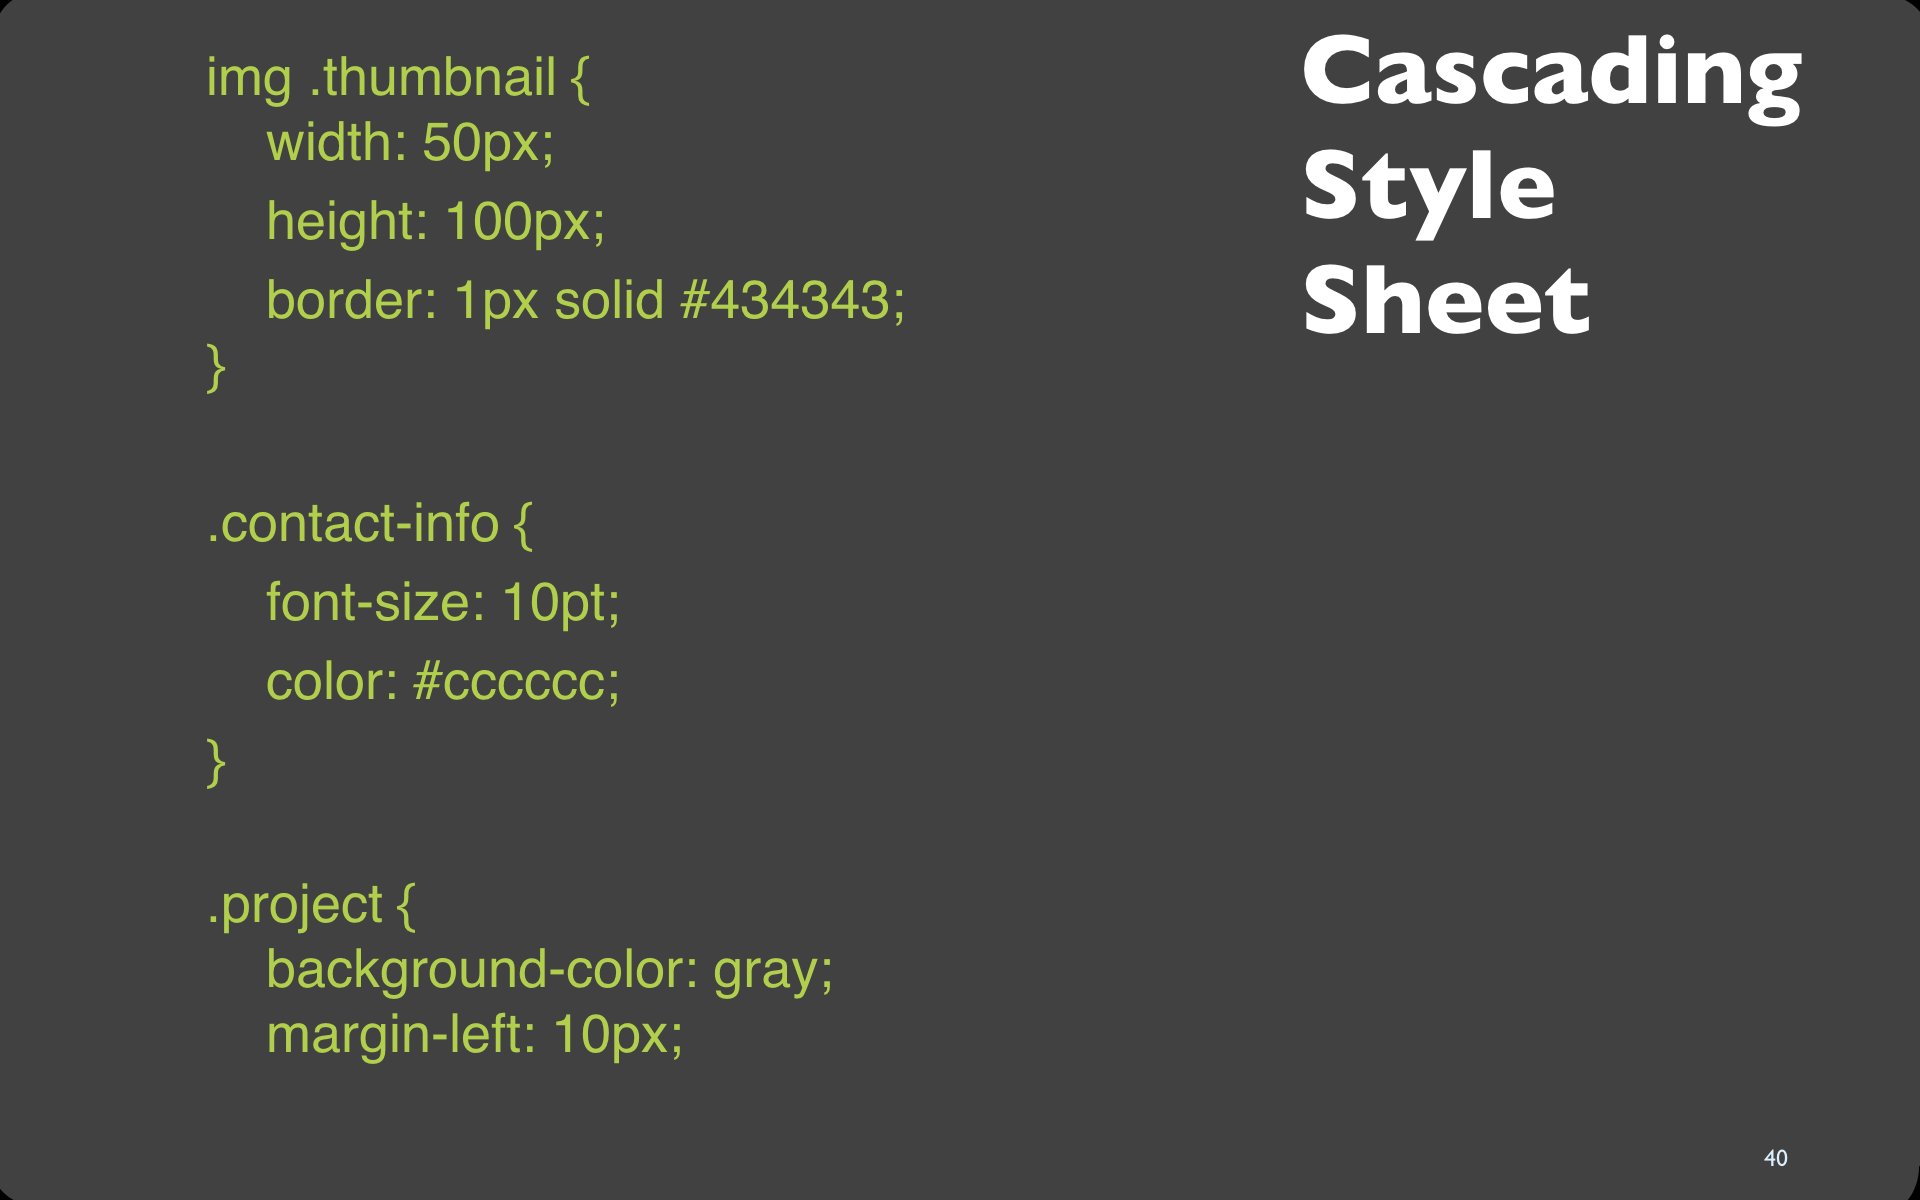 img .thumbnail {
width: 50px;
height: 100px;
border: 1px solid #434343;
}
.contact-info {
font-size: 10pt;
color: #cccccc;
}
.project {
background-color: gray;
margin-left: 10px;
Cascading
Style
Sheet
40